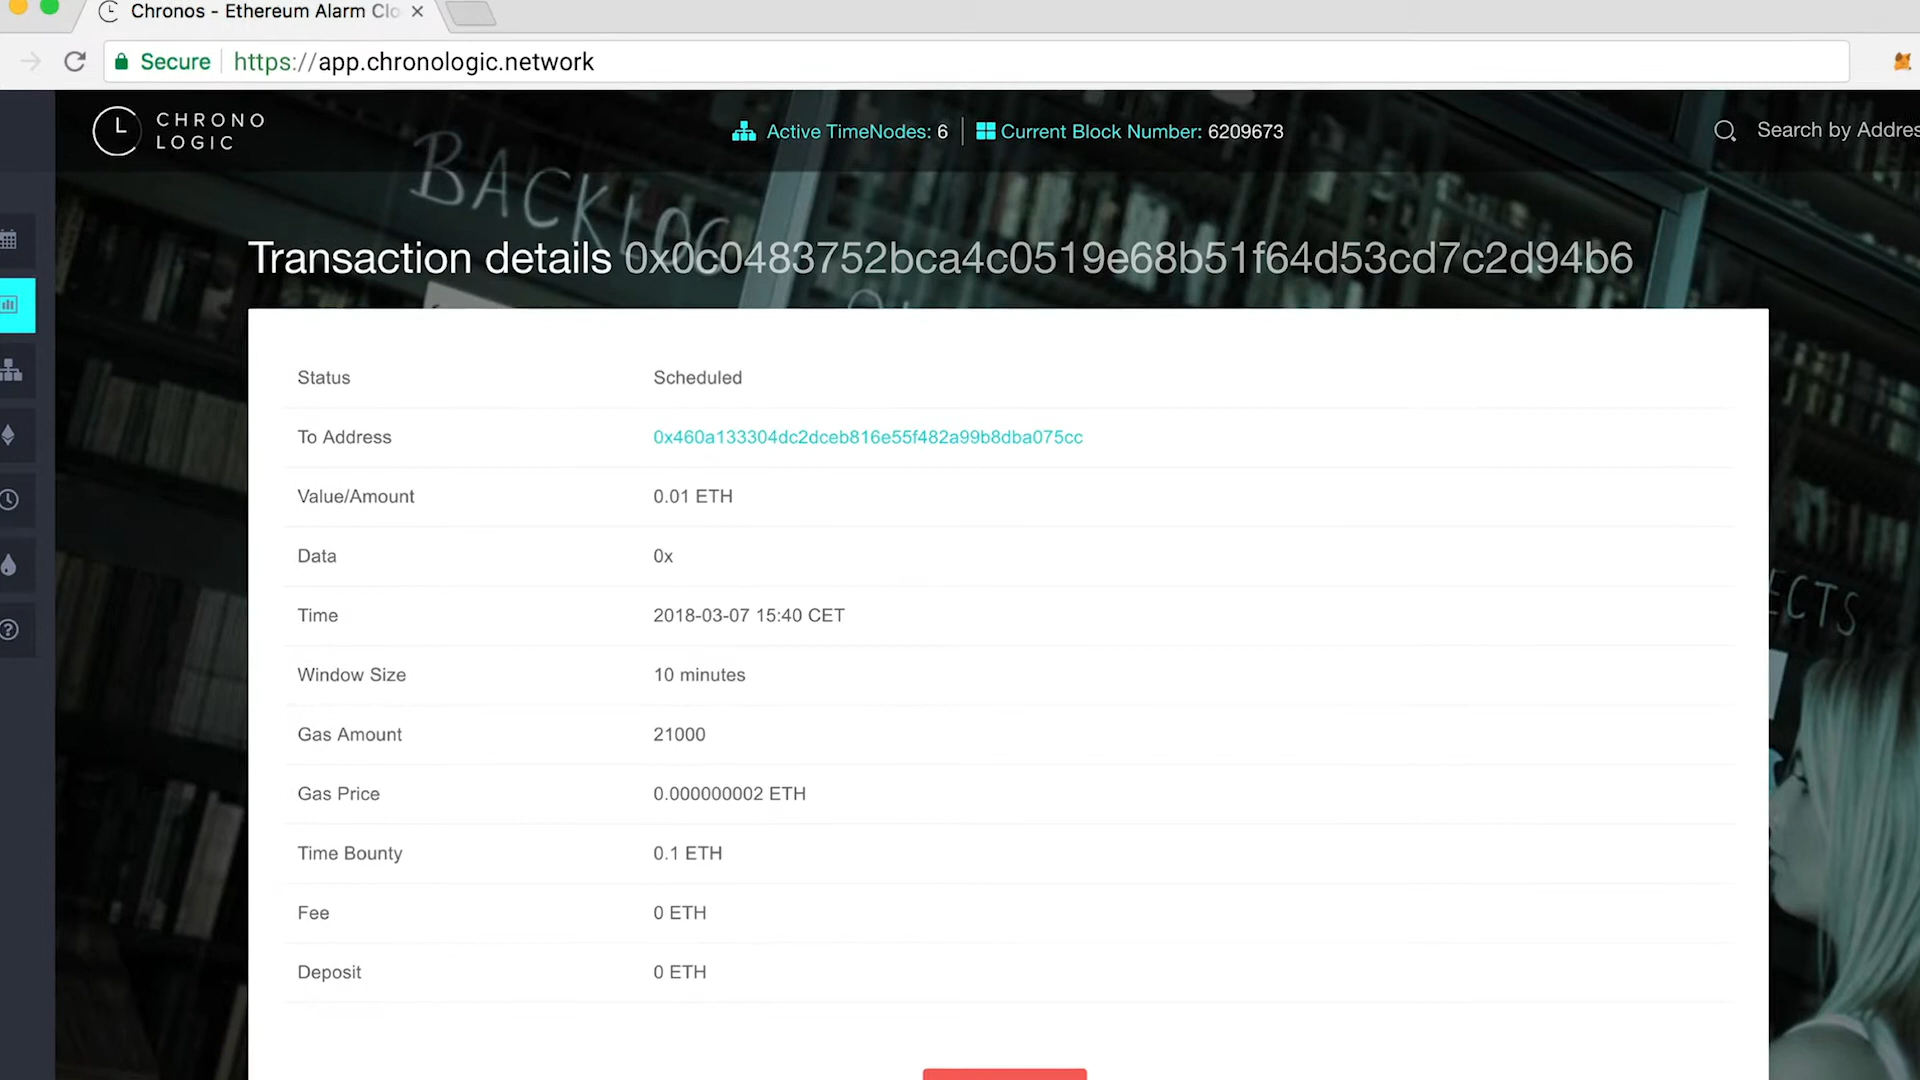 Chronos - Ethereum Alarm Clo
Secure https://app.chronologic.network
CHRONO
LOGIC
Active TimeNodes: 6
Current Block Number: 6209673
Search by Addres
BACKLOG
Transaction details 0x0c0483752bca4c0519e68b51f64d53cd7c2d94b6
Status Scheduled
To Address 0x460a133304dc2dceb816e55f482a99b8dba075cc
Value/Amount 0.01 ETH
Data 0x
Time 2018-03-07 15:40 CET
Window Size 10 minutes
Gas Amount 21000
Gas Price 0.000000002 ETH
Time Bounty 0.1 ETH
Fee 0 ETH
Deposit 0 ETH
ECTS